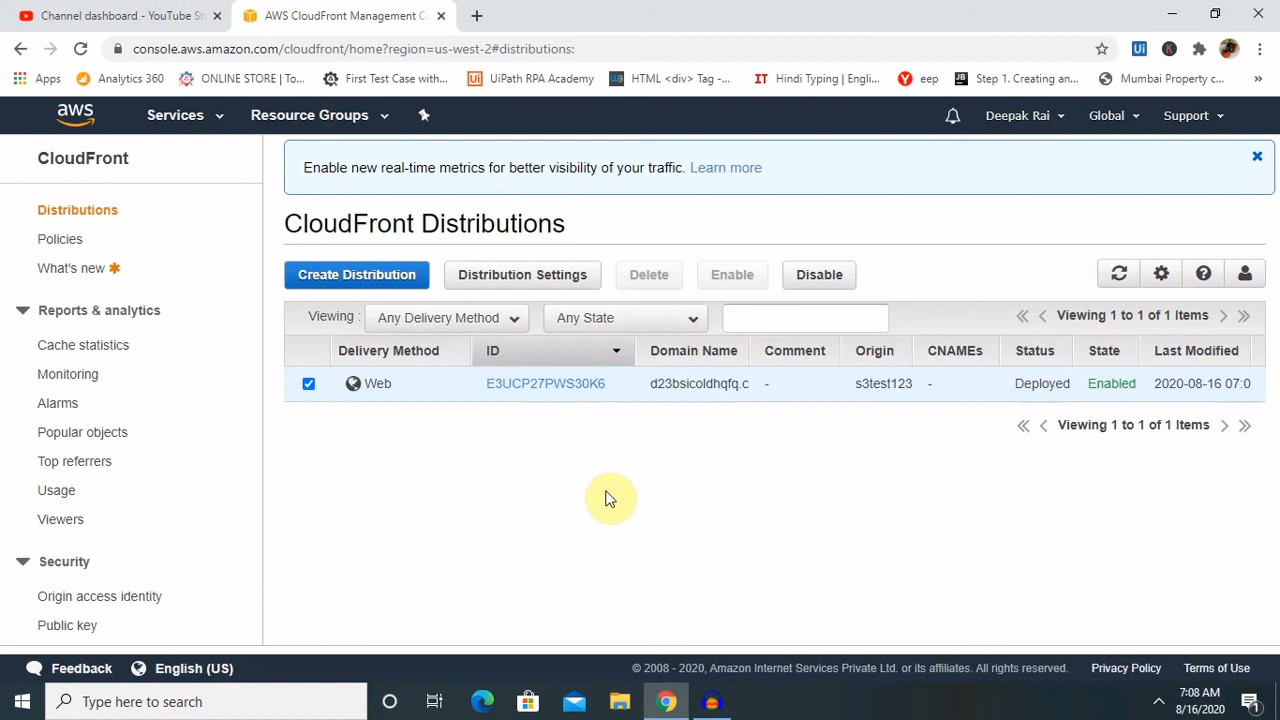 Channel dashboard - YouTube St
AWS CloudFront Management C
console.aws.amazon.com/cloudfront/home?region=us-west-2#distributions:
Ui
K
Apps
Analytics 360
ONLINE STORE | To...
First Test Case with...
UiPath RPA Academy
HTML <div> Tag -...
IT Hindi Typing | Engli...
Y eep
JB Step 1. Creating an...
Mumbai Property c...
»
aws
Services
Resource Groups
Deepak Rai
Global
Support
CloudFront
Distributions
Policies
What's new
Reports & analytics
Cache statistics
Monitoring
Alarms
Popular objects
Top referrers
Usage
Viewers
Security
Origin access identity
Public key
Enable new real-time metrics for better visibility of your traffic. Learn more
CloudFront Distributions
Create Distribution
Distribution Settings
Delete
Enable
Disable
Viewing : Any Delivery Method Any State
Viewing 1 to 1 of 1 Items
Delivery Method ID Domain Name Comment Origin CNAMEs Status State Last Modified
Web E3UCP27PWS30K6 d23bsicoldhqfq.c - s3test123 - Deployed Enabled 2020-08-16 07:0
Viewing 1 to 1 of 1 Items
Feedback
English (US)
© 2008 - 2020, Amazon Internet Services Private Ltd. or its affiliates. All rights reserved.
Privacy Policy
Terms of Use
Type here to search
7:08 AM
8/16/2020
1